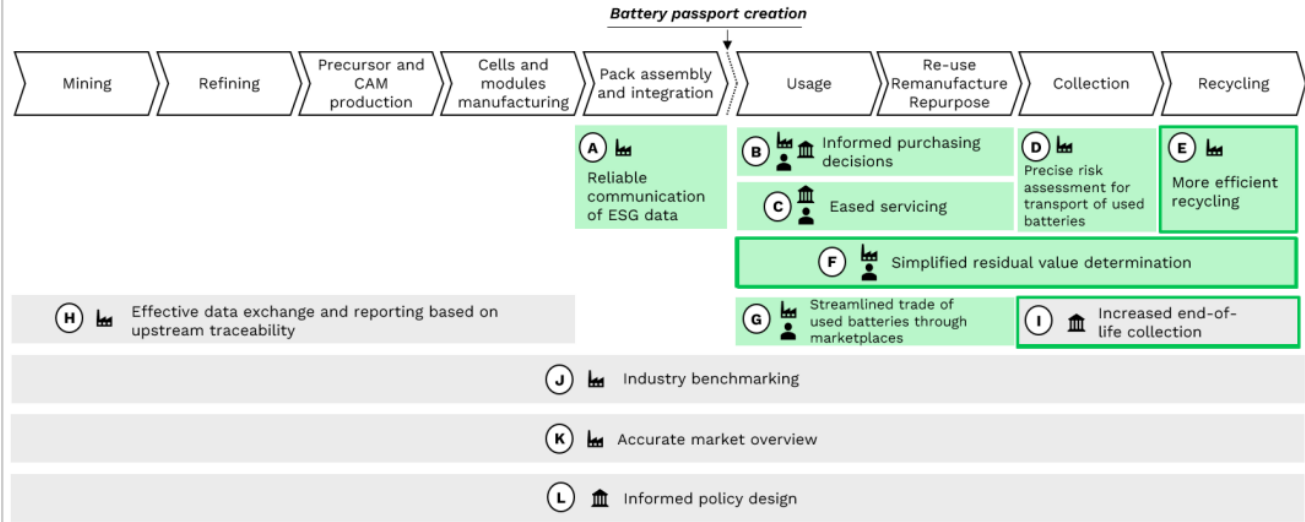 Battery passport creation
Mining
Refining
Precursor and
CAM
production
Cells and
modules
manufacturing
Pack assembly
and integration
Usage
Re-use
Remanufacture
Repurpose
Collection
Recycling
A
Reliable
communication
of ESG data
B
Informed purchasing
decisions
C
Eased servicing
D
Precise risk
assessment for
transport of used
batteries
E
More efficient
recycling
F
Simplified residual value determination
H
Effective data exchange and reporting based on
upstream traceability
G
Streamlined trade of
used batteries through
marketplaces
I
Increased end-of-
life collection
J
Industry benchmarking
K
Accurate market overview
L
Informed policy design